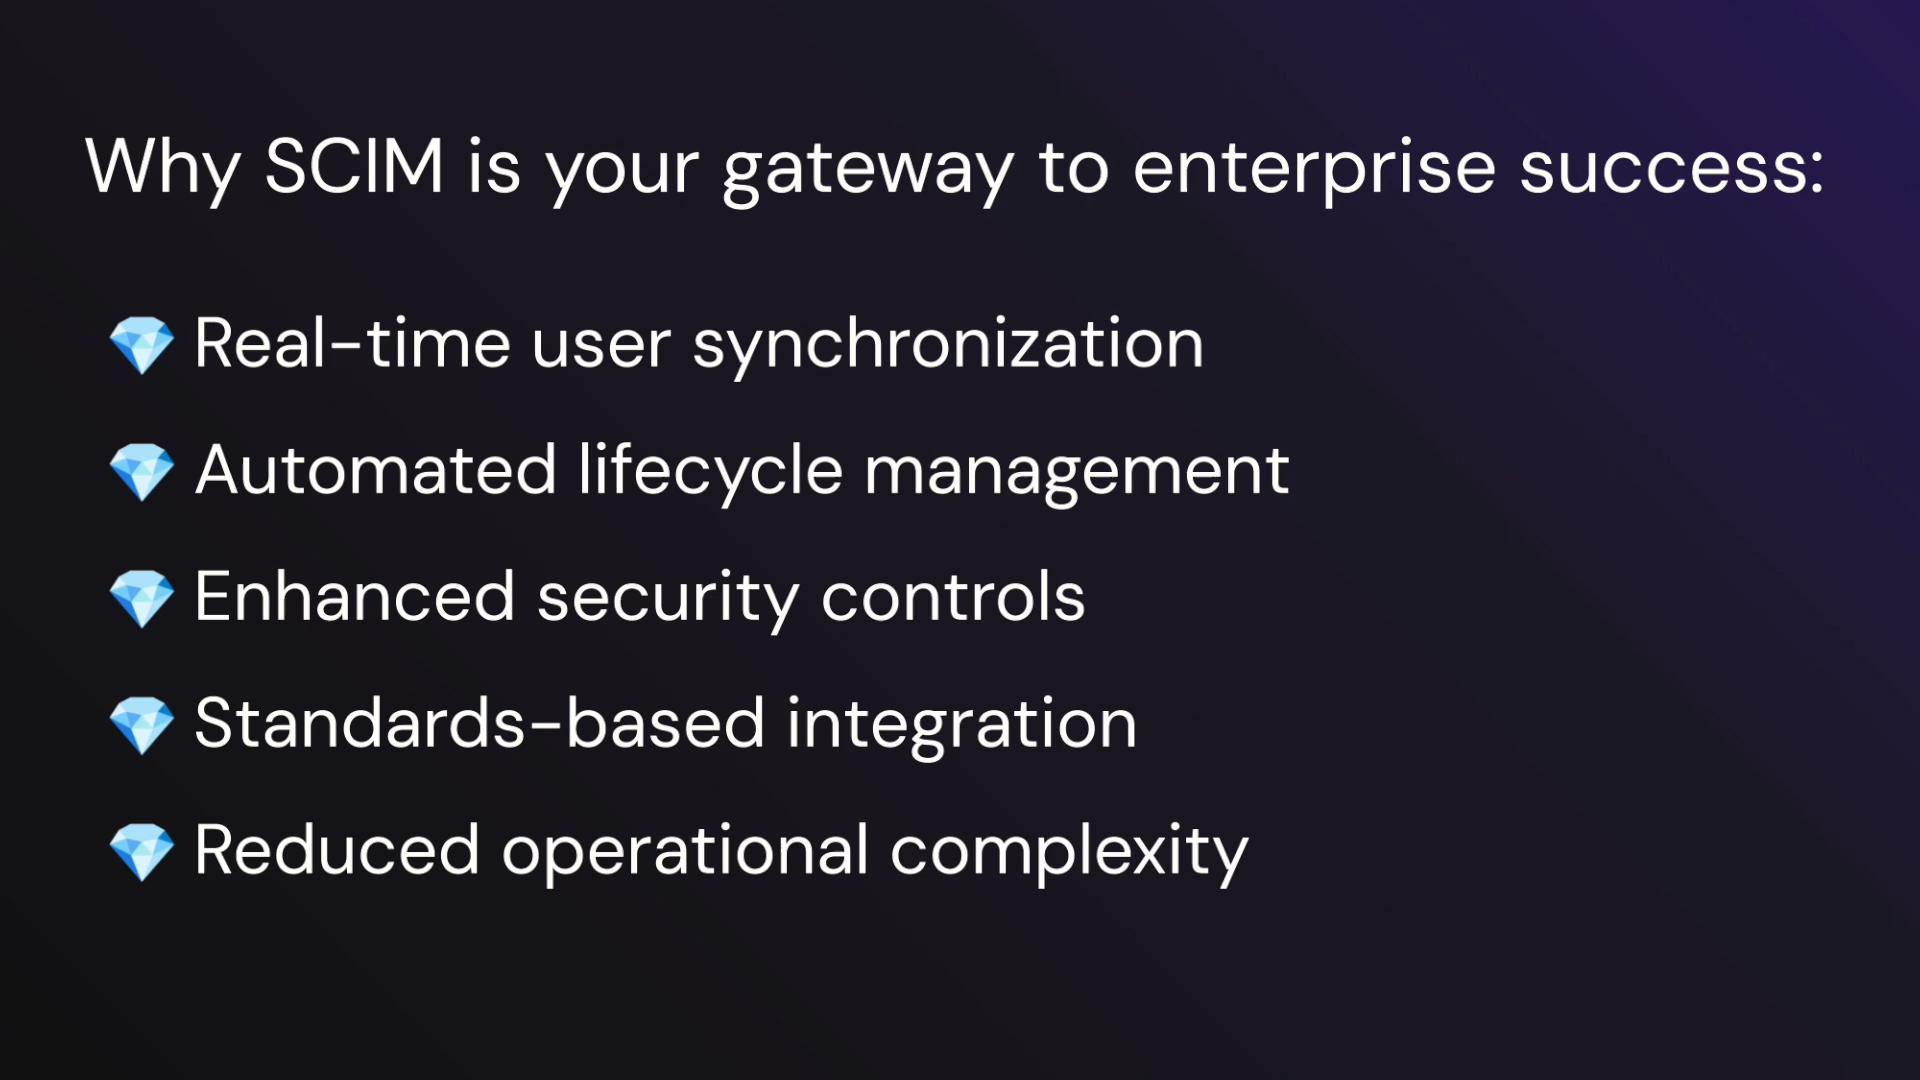 Why SCIM is your gateway to enterprise success:
💎 Real-time user synchronization
💎 Automated lifecycle management
💎 Enhanced security controls
💎 Standards-based integration
💎 Reduced operational complexity